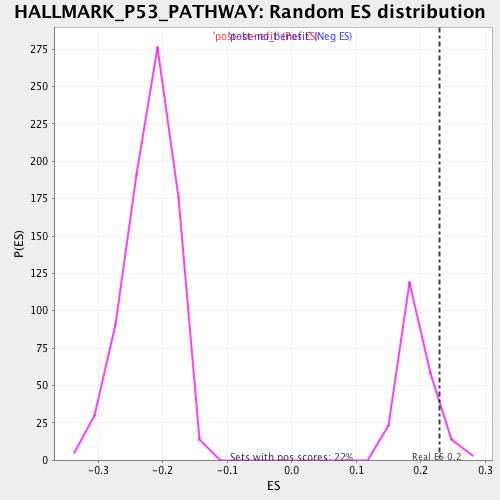 HALLMARK_P53_PATHWAY: Random ES distribution
(Neg ES)
275
250
225
200
175
150
125
100
75
50
25
0
P(ES)
Sets with pos scores: 22%
Real ES 0.2
-0.3 -0.2 -0.1 0.0 0.1 0.2 0.3
ES